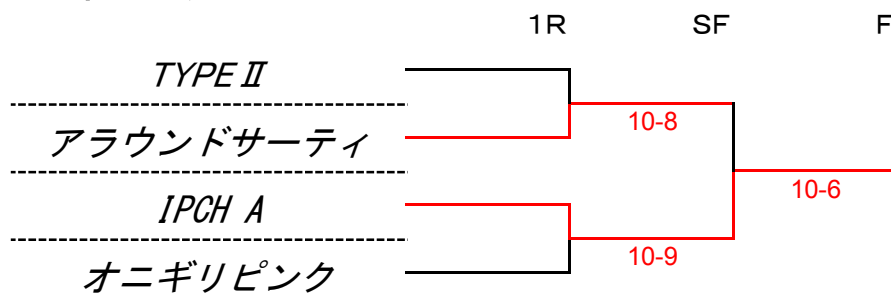 1R SF F
TYPEⅡ
10-8
アラウンドサーティ
10-6
IPCH A
10-9
オニギリピンク